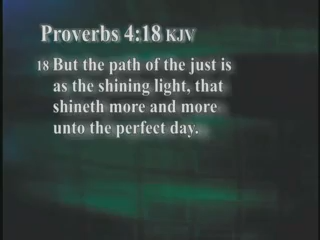 Proverbs 4:18 KJV
18 But the path of the just is
as the shining light, that
shineth more and more
unto the perfect day.